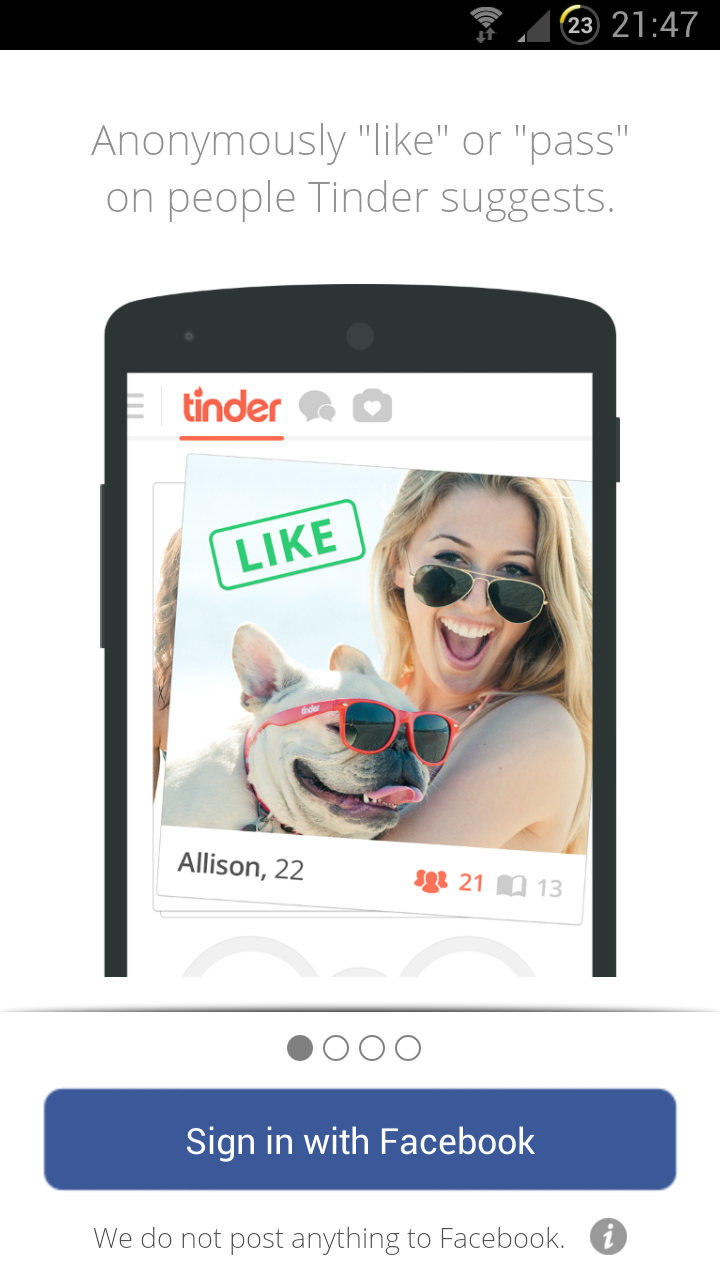 23 21:47
Anonymously "like" or "pass"
on people Tinder suggests.
tinder
LIKE
tinder
Allison, 22
21 13
Sign in with Facebook
We do not post anything to Facebook. i